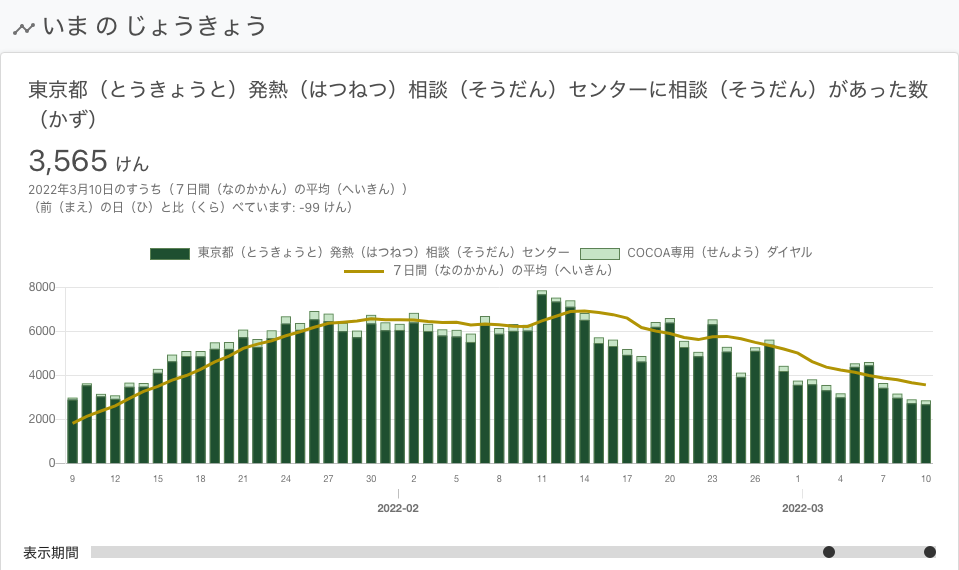 いま の じょうきょう
東京都（とうきょうと）発熱（はつねつ）相談（そうだん）センターに相談（そうだん）があった数
（かず）
3,565 けん
2022年3月10日のすうち（７日間（なのかかん）の平均（へいきん））
（前（まえ）の日（ひ）と比（くら）べています: -99 けん）
東京都（とうきょうと）発熱（はつねつ）相談（そうだん）センター COCOA専用（せんよう）ダイヤル
７日間（なのかかん）の平均（へいきん）
8000
6000
4000
2000
0
9 12 15 18 21 24 27 30 2 5 8 11 14 17 20 23 26 1 4 7 10
2022-02 2022-03
表示期間